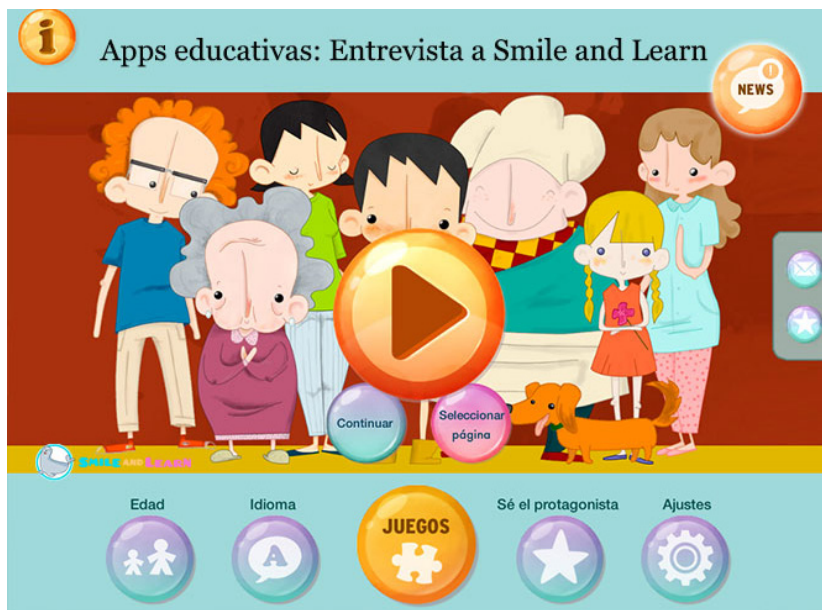 i
Apps educativas: Entrevista a Smile and Learn
NEWS
!
Continuar
Seleccionar
página
SMILE AND LEARN
Edad
Idioma
A
JUEGOS
Sé el protagonista
Ajustes